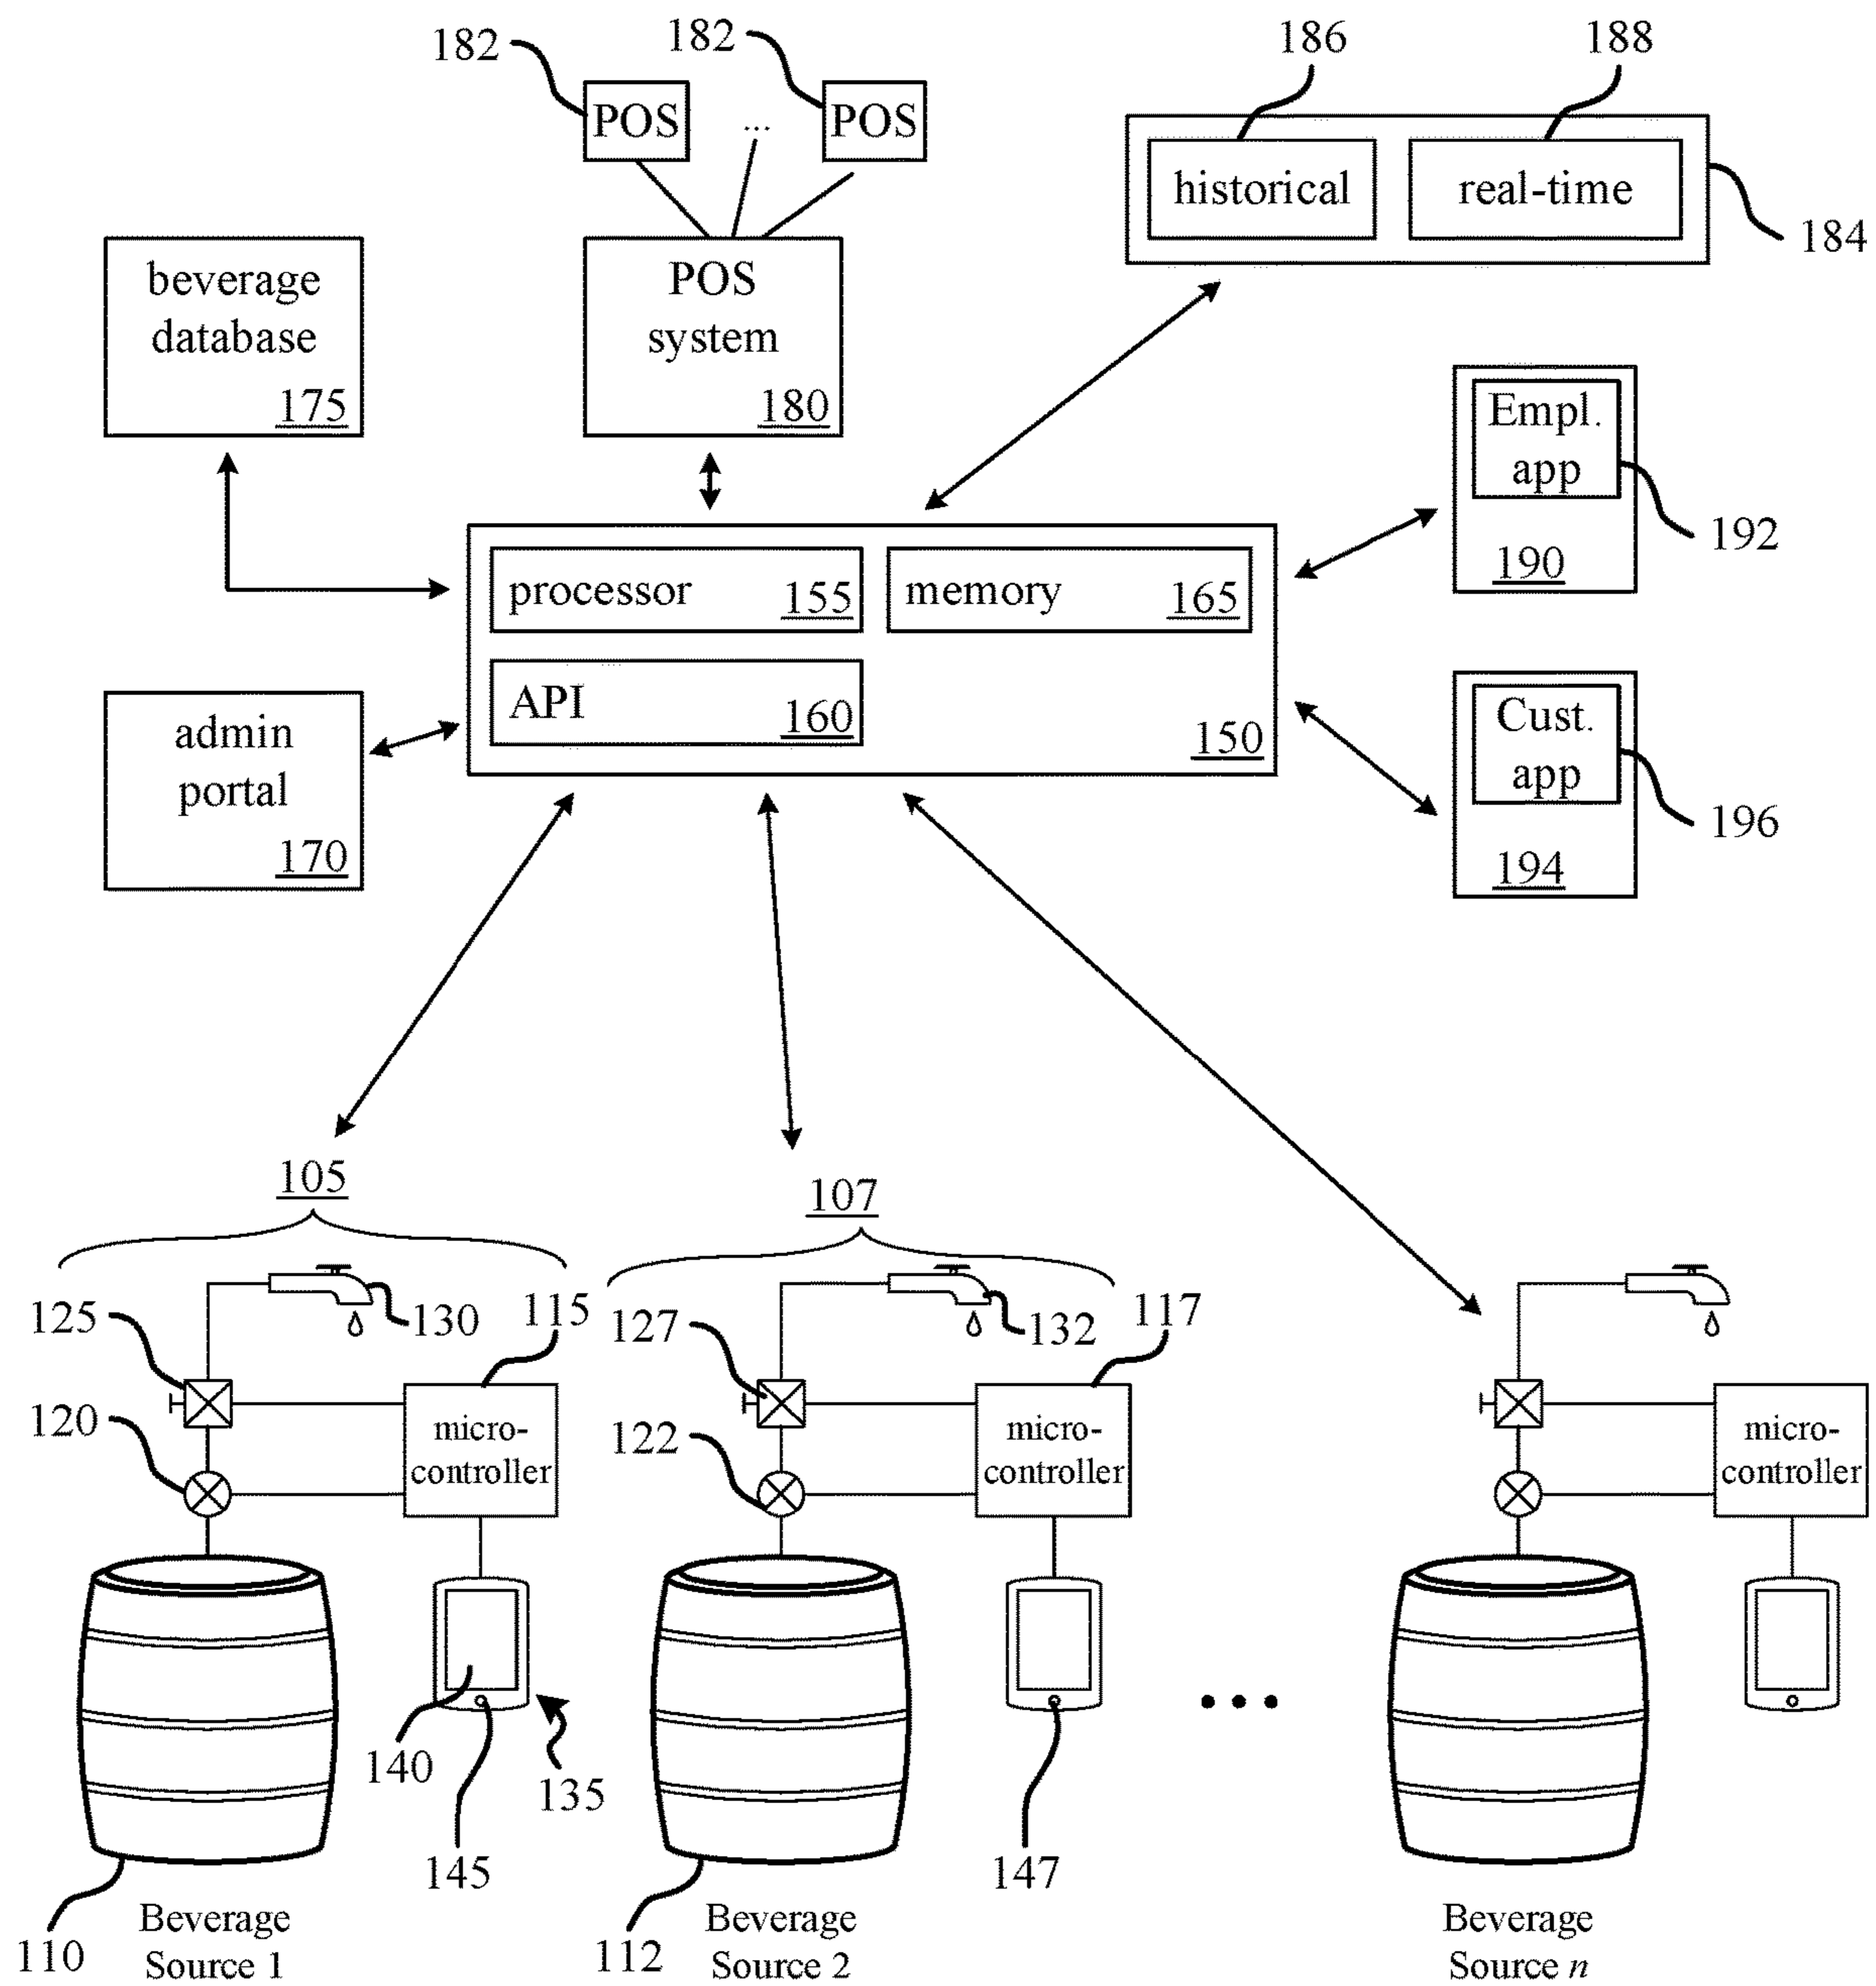 182
182
186
188
POS
...
POS
historical
real-time
184
beverage
database
175
POS
system
180
Empl.
app
192
190
processor 155
memory 165
API 160
150
admin
portal
170
Cust.
app
196
194
105
107
125
130
115
127
132
117
120
micro-
controller
122
micro-
controller
micro-
controller
140
135
145
147
110
Beverage
Source 1
112
Beverage
Source 2
Beverage
Source n